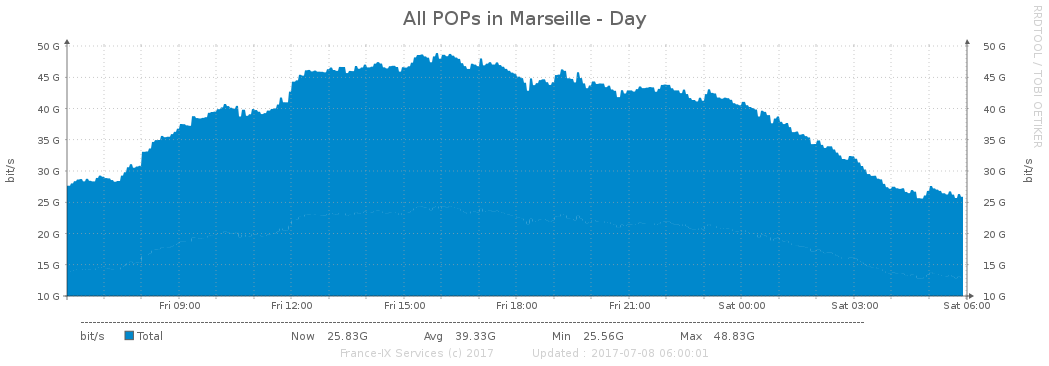 All POPs in Marseille - Day
RRDTOOL / TOBI OETIKER
bit/s
50 G
45 G
40 G
35 G
30 G
25 G
20 G
15 G
10 G
50 G
45 G
40 G
35 G
30 G
25 G
20 G
15 G
10 G
bit/s
Fri 09:00 Fri 12:00 Fri 15:00 Fri 18:00 Fri 21:00 Sat 00:00 Sat 03:00 Sat 06:00
bit/s Total Now 25.83G Avg 39.33G Min 25.56G Max 48.83G
France-IX Services (c) 2017 Updated : 2017-07-08 06:00:01